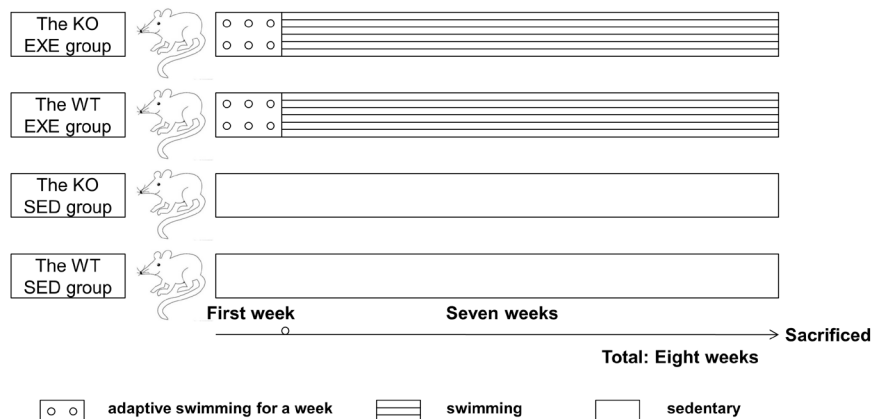 The KO
EXE group
The WT
EXE group
The KO
SED group
The WT
SED group
First week
Seven weeks
Sacrificed
Total: Eight weeks
adaptive swimming for a week
swimming
sedentary